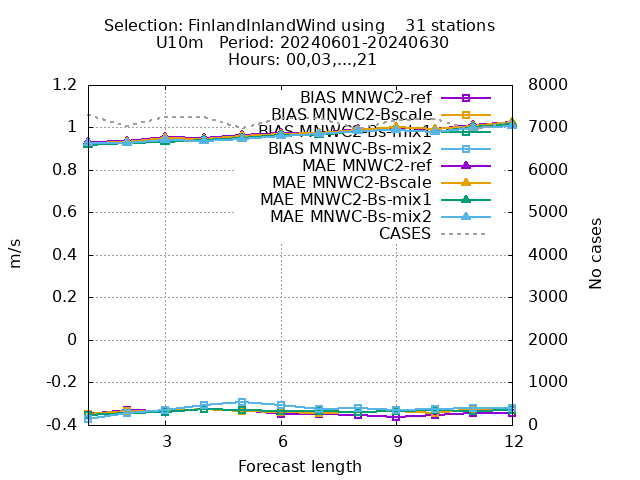 Selection: FinlandInlandWind using    31 stations
U10m   Period: 20240601-20240630
Hours: 00,03,...,21
1.2
1
0.8
0.6
0.4
0.2
0
-0.2
-0.4
m/s
BIAS MNWC2-ref
BIAS MNWC2-Bscale
BIAS MNWC2-Bs-mix1
BIAS MNWC-Bs-mix2
MAE MNWC2-ref
MAE MNWC2-Bscale
MAE MNWC2-Bs-mix1
MAE MNWC-Bs-mix2
CASES
8000
7000
6000
5000
4000
3000
2000
1000
0
No cases
3 6 9 12
Forecast length